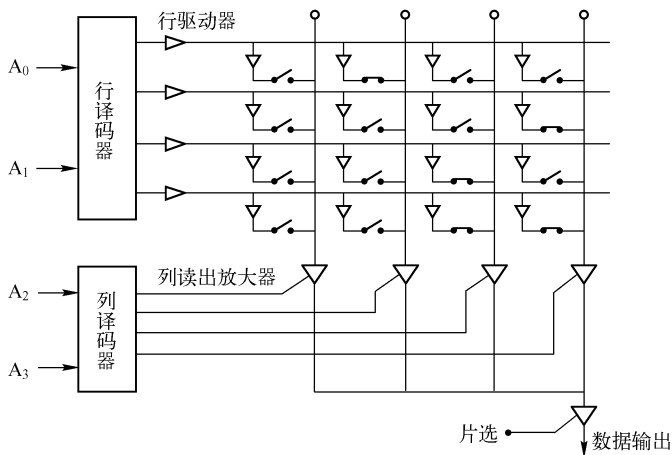 行驱动器
A0
行译码器
A1
列读出放大器
A2
列译码器
A3
片选
数据输出